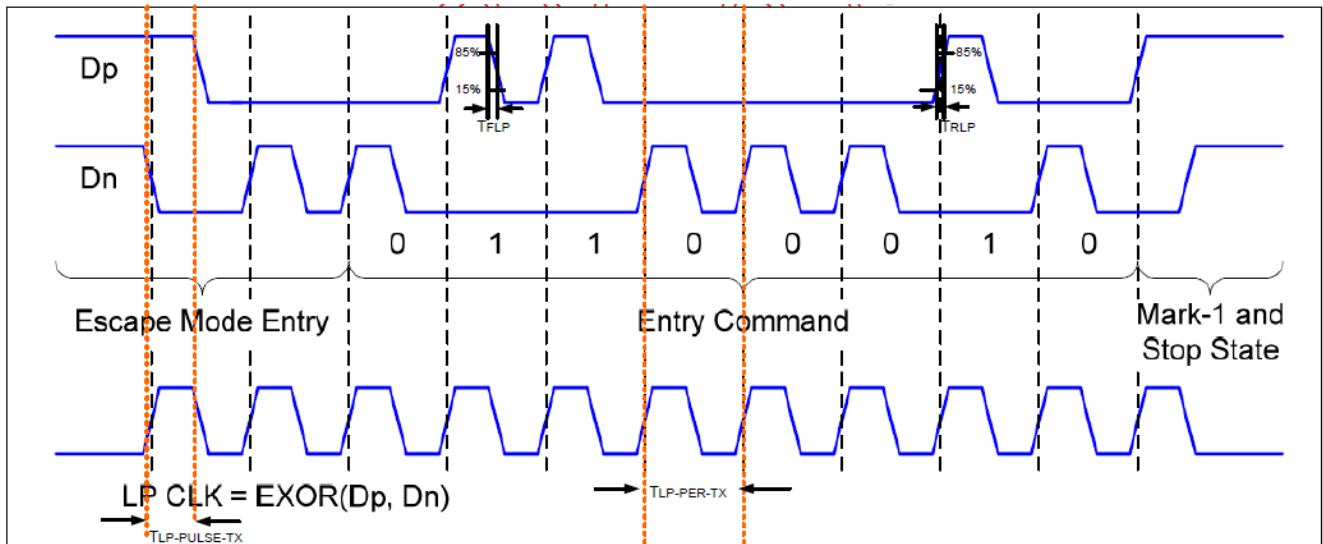 Dp
85%
15%
TFLP
85%
15%
TRLP
Dn
0 1 1 0 0 0 1 0
Escape Mode Entry
Entry Command
Mark-1 and
Stop State
LP CLK = EXOR(Dp, Dn)
TLP-PER-TX
TLP-PULSE-TX